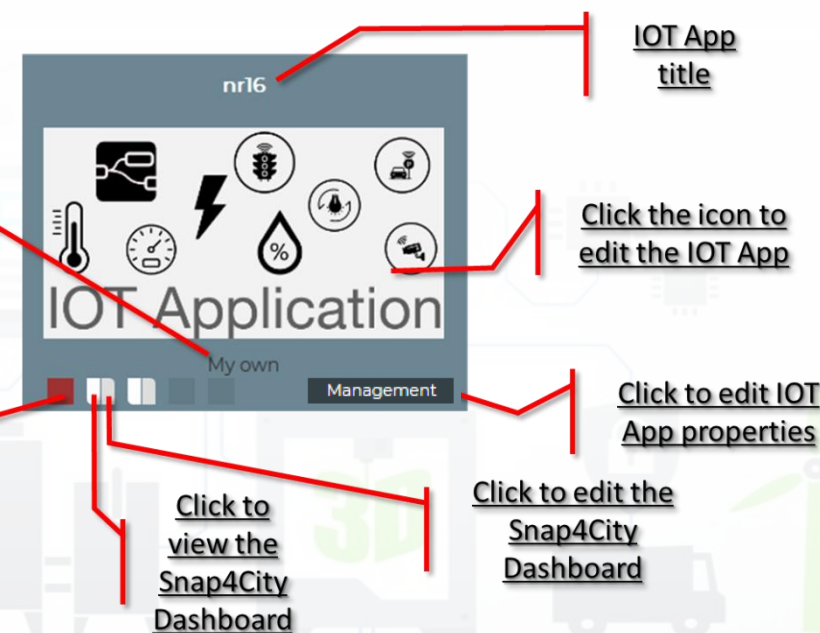 IOT App
title
nr16
%
Click the icon to
edit the IOT App
IOT Application
My own
Management
Click to edit IOT
App properties
Click to
view the
Snap4City
Dashboard
Click to edit the
Snap4City
Dashboard
3D